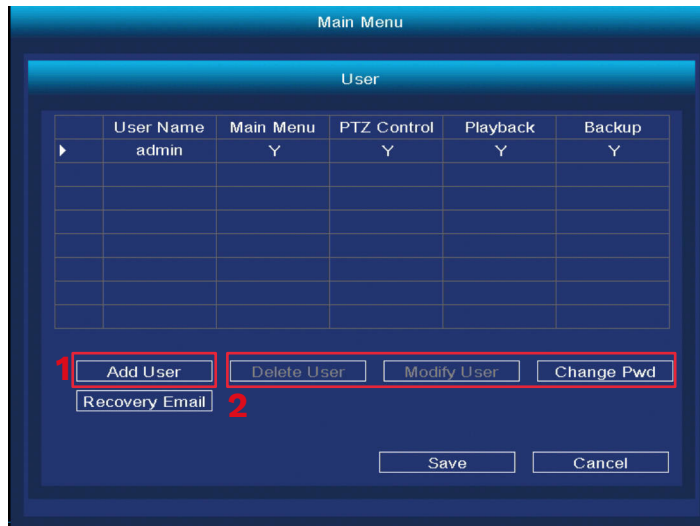 Main Menu
User
User Name Main Menu PTZ Control Playback Backup
admin Y Y Y Y
1 Add User Delete User Modify User Change Pwd
Recovery Email 2
Save Cancel